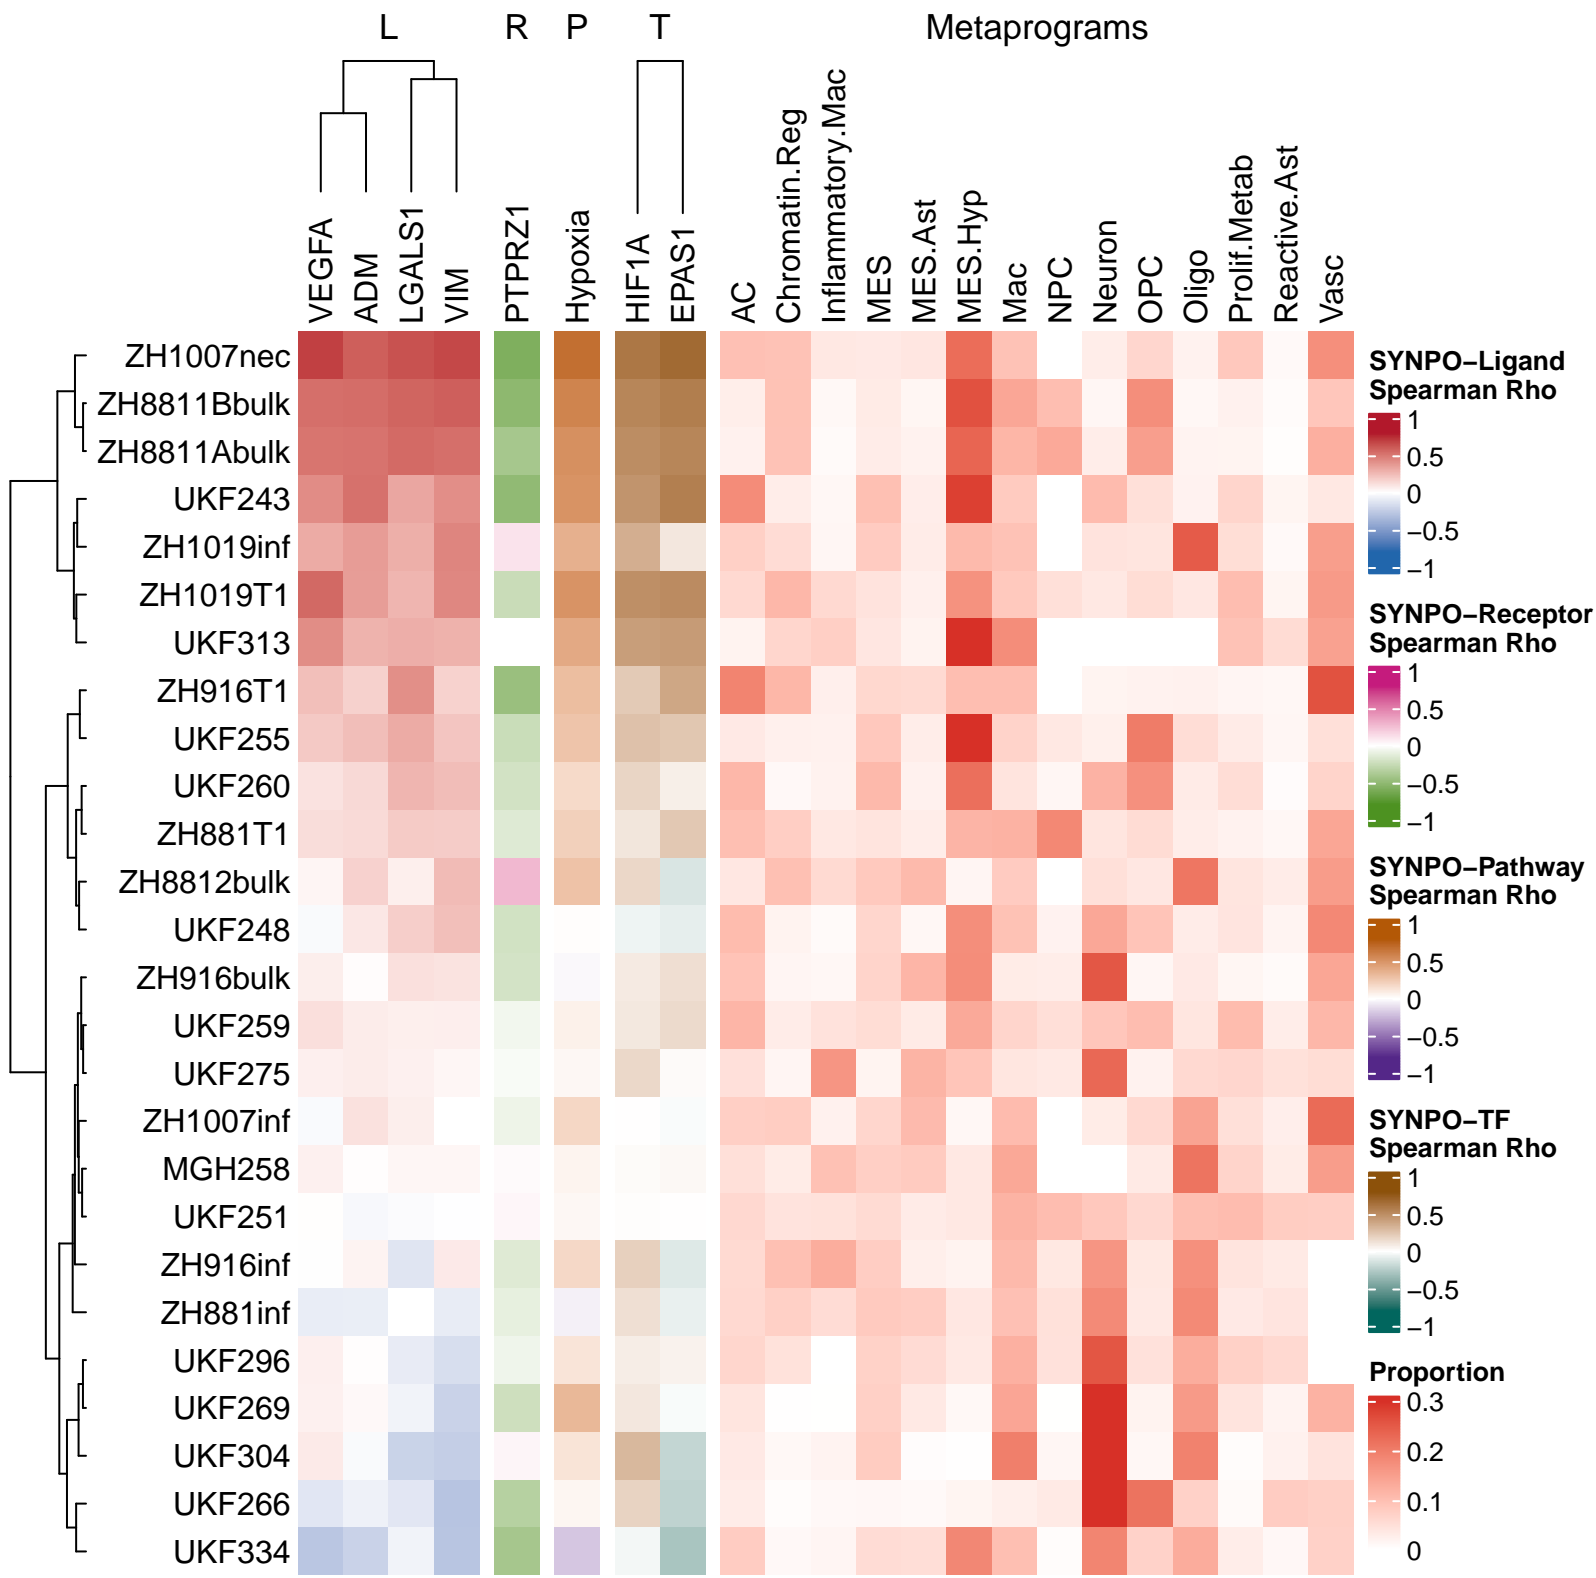 L R P T Metaprograms
VEGFA ADM LGALS1 VIM PTPRZ1 Hypoxia HIF1A EPAS1 AC Chromatin.Reg Inflammatory.Mac MES MES.Ast MES.Hyp Mac NPC Neuron OPC Oligo Prolif.Metab Reactive.Ast Vasc
ZH1007nec
ZH8811Bbulk
ZH8811Abulk
UKF243
ZH1019inf
ZH1019T1
UKF313
ZH916T1
UKF255
UKF260
ZH881T1
ZH8812bulk
UKF248
ZH916bulk
UKF259
UKF275
ZH1007inf
MGH258
UKF251
ZH916inf
ZH881inf
UKF296
UKF269
UKF304
UKF266
UKF334
SYNPO−Ligand
Spearman Rho
1
0.5
0
−0.5
−1
SYNPO−Receptor
Spearman Rho
1
0.5
0
−0.5
−1
SYNPO−Pathway
Spearman Rho
1
0.5
0
−0.5
−1
SYNPO−TF
Spearman Rho
1
0.5
0
−0.5
−1
Proportion
0.3
0.2
0.1
0